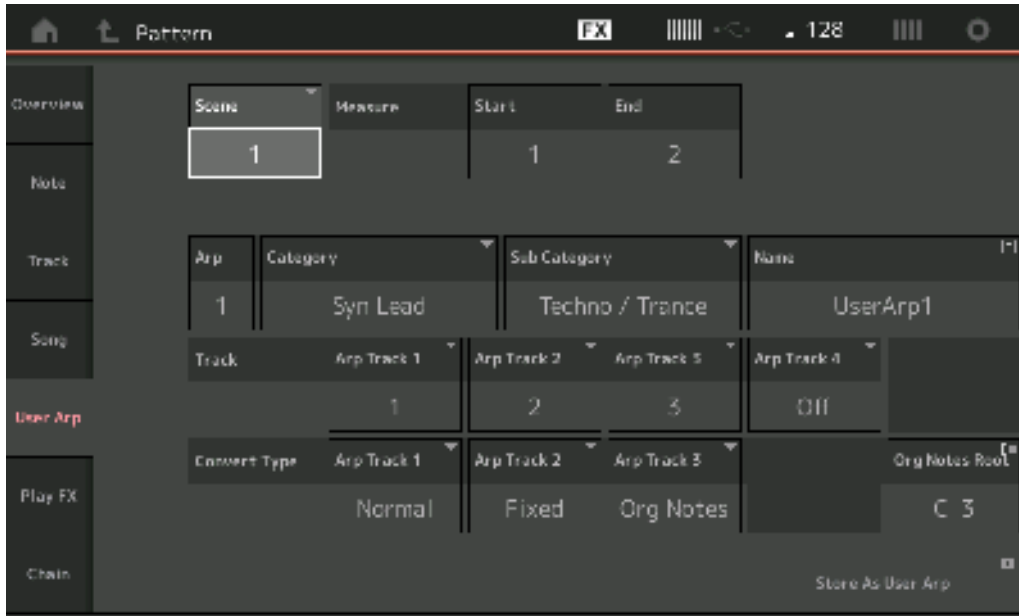 Pattern FX 128
Overview
Scene Measure Start End
1 1 2
Note
Track
Arp Category Sub Category Name
1 Syn Lead Techno / Trance UserArp1
Song
Track Arp Track 1 Arp Track 2 Arp Track 3 Arp Track 4
1 2 3 Off
User Arp
Convert Type Arp Track 1 Arp Track 2 Arp Track 3 Org Notes Root
Normal Fixed Org Notes C 3
Play FX
Chain
Store As User Arp